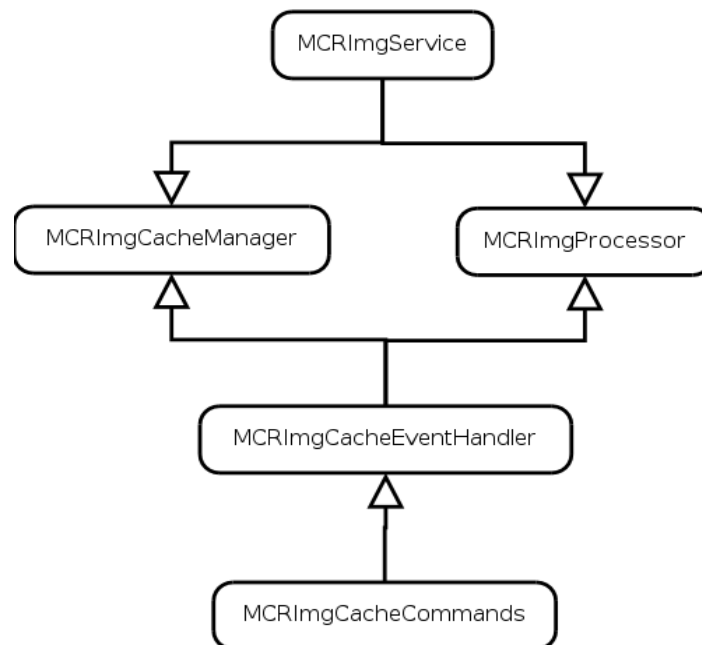 MCRImgService
MCRImgCacheManager
MCRImgProcessor
MCRImgCacheEventHandler
MCRImgCacheCommands